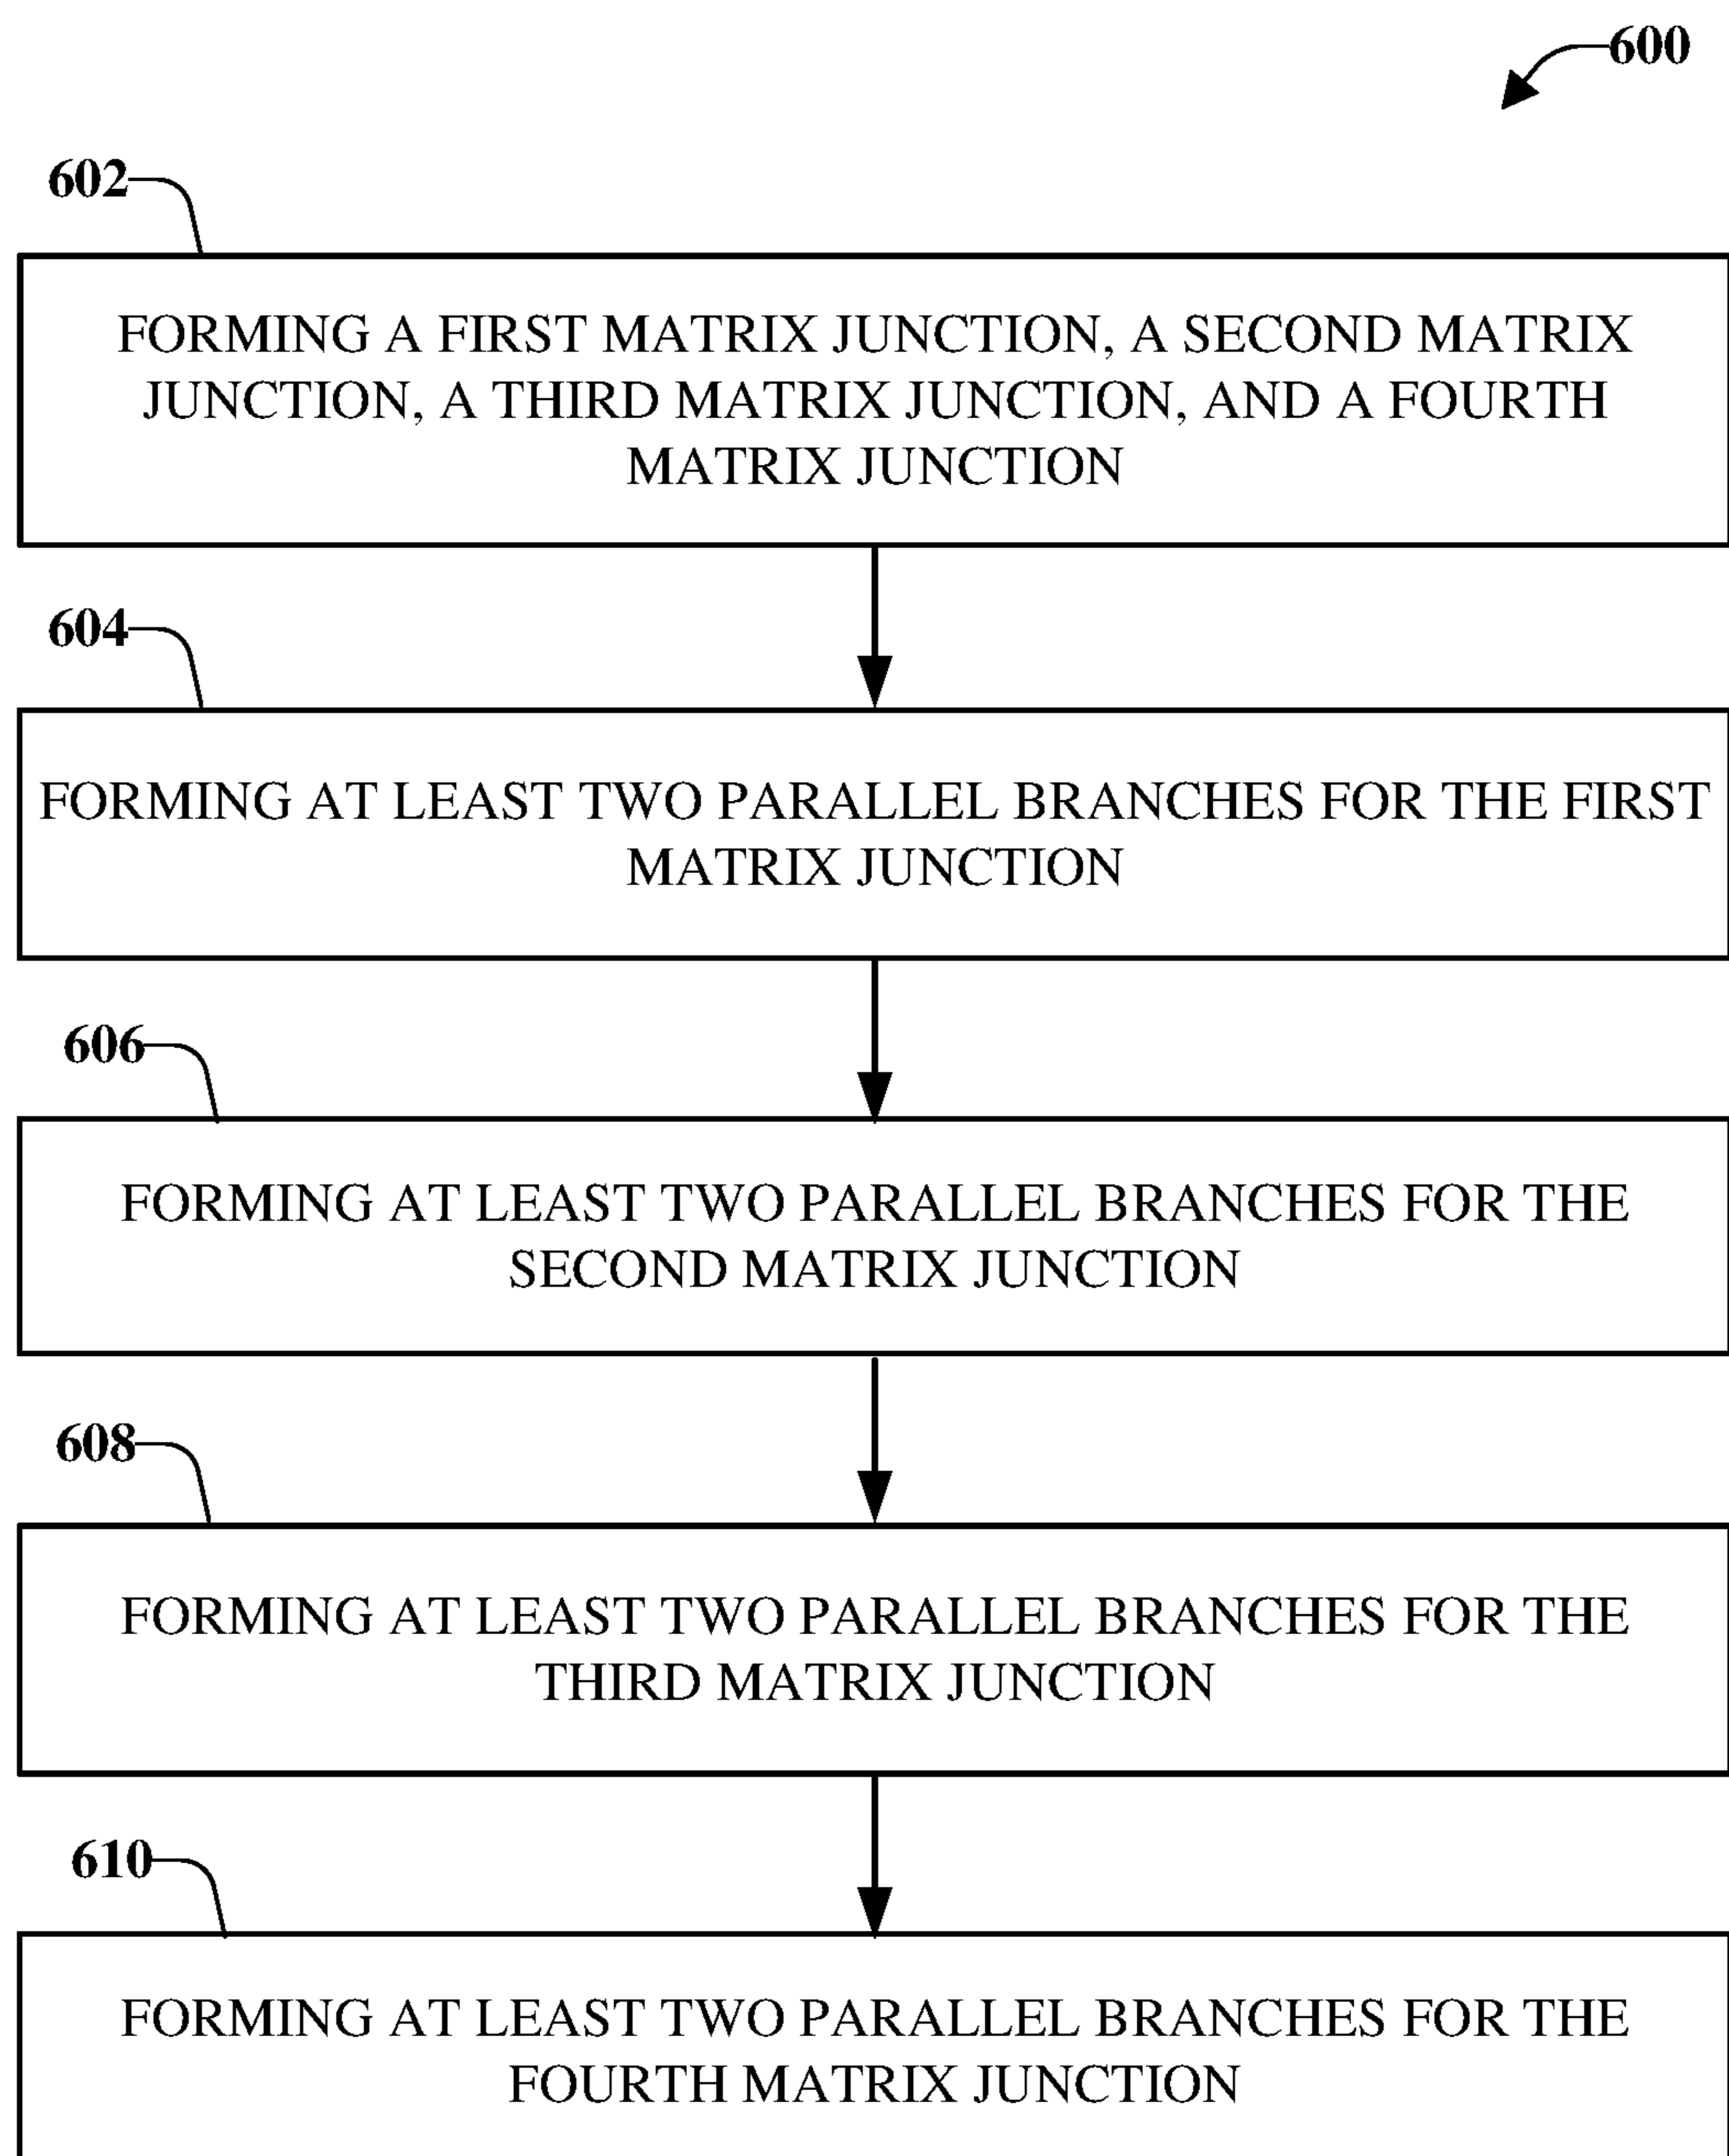 600
602
FORMING A FIRST MATRIX JUNCTION, A SECOND MATRIX
JUNCTION, A THIRD MATRIX JUNCTION, AND A FOURTH
MATRIX JUNCTION
604
FORMING AT LEAST TWO PARALLEL BRANCHES FOR THE FIRST
MATRIX JUNCTION
606
FORMING AT LEAST TWO PARALLEL BRANCHES FOR THE
SECOND MATRIX JUNCTION
608
FORMING AT LEAST TWO PARALLEL BRANCHES FOR THE
THIRD MATRIX JUNCTION
610
FORMING AT LEAST TWO PARALLEL BRANCHES FOR THE
FOURTH MATRIX JUNCTION